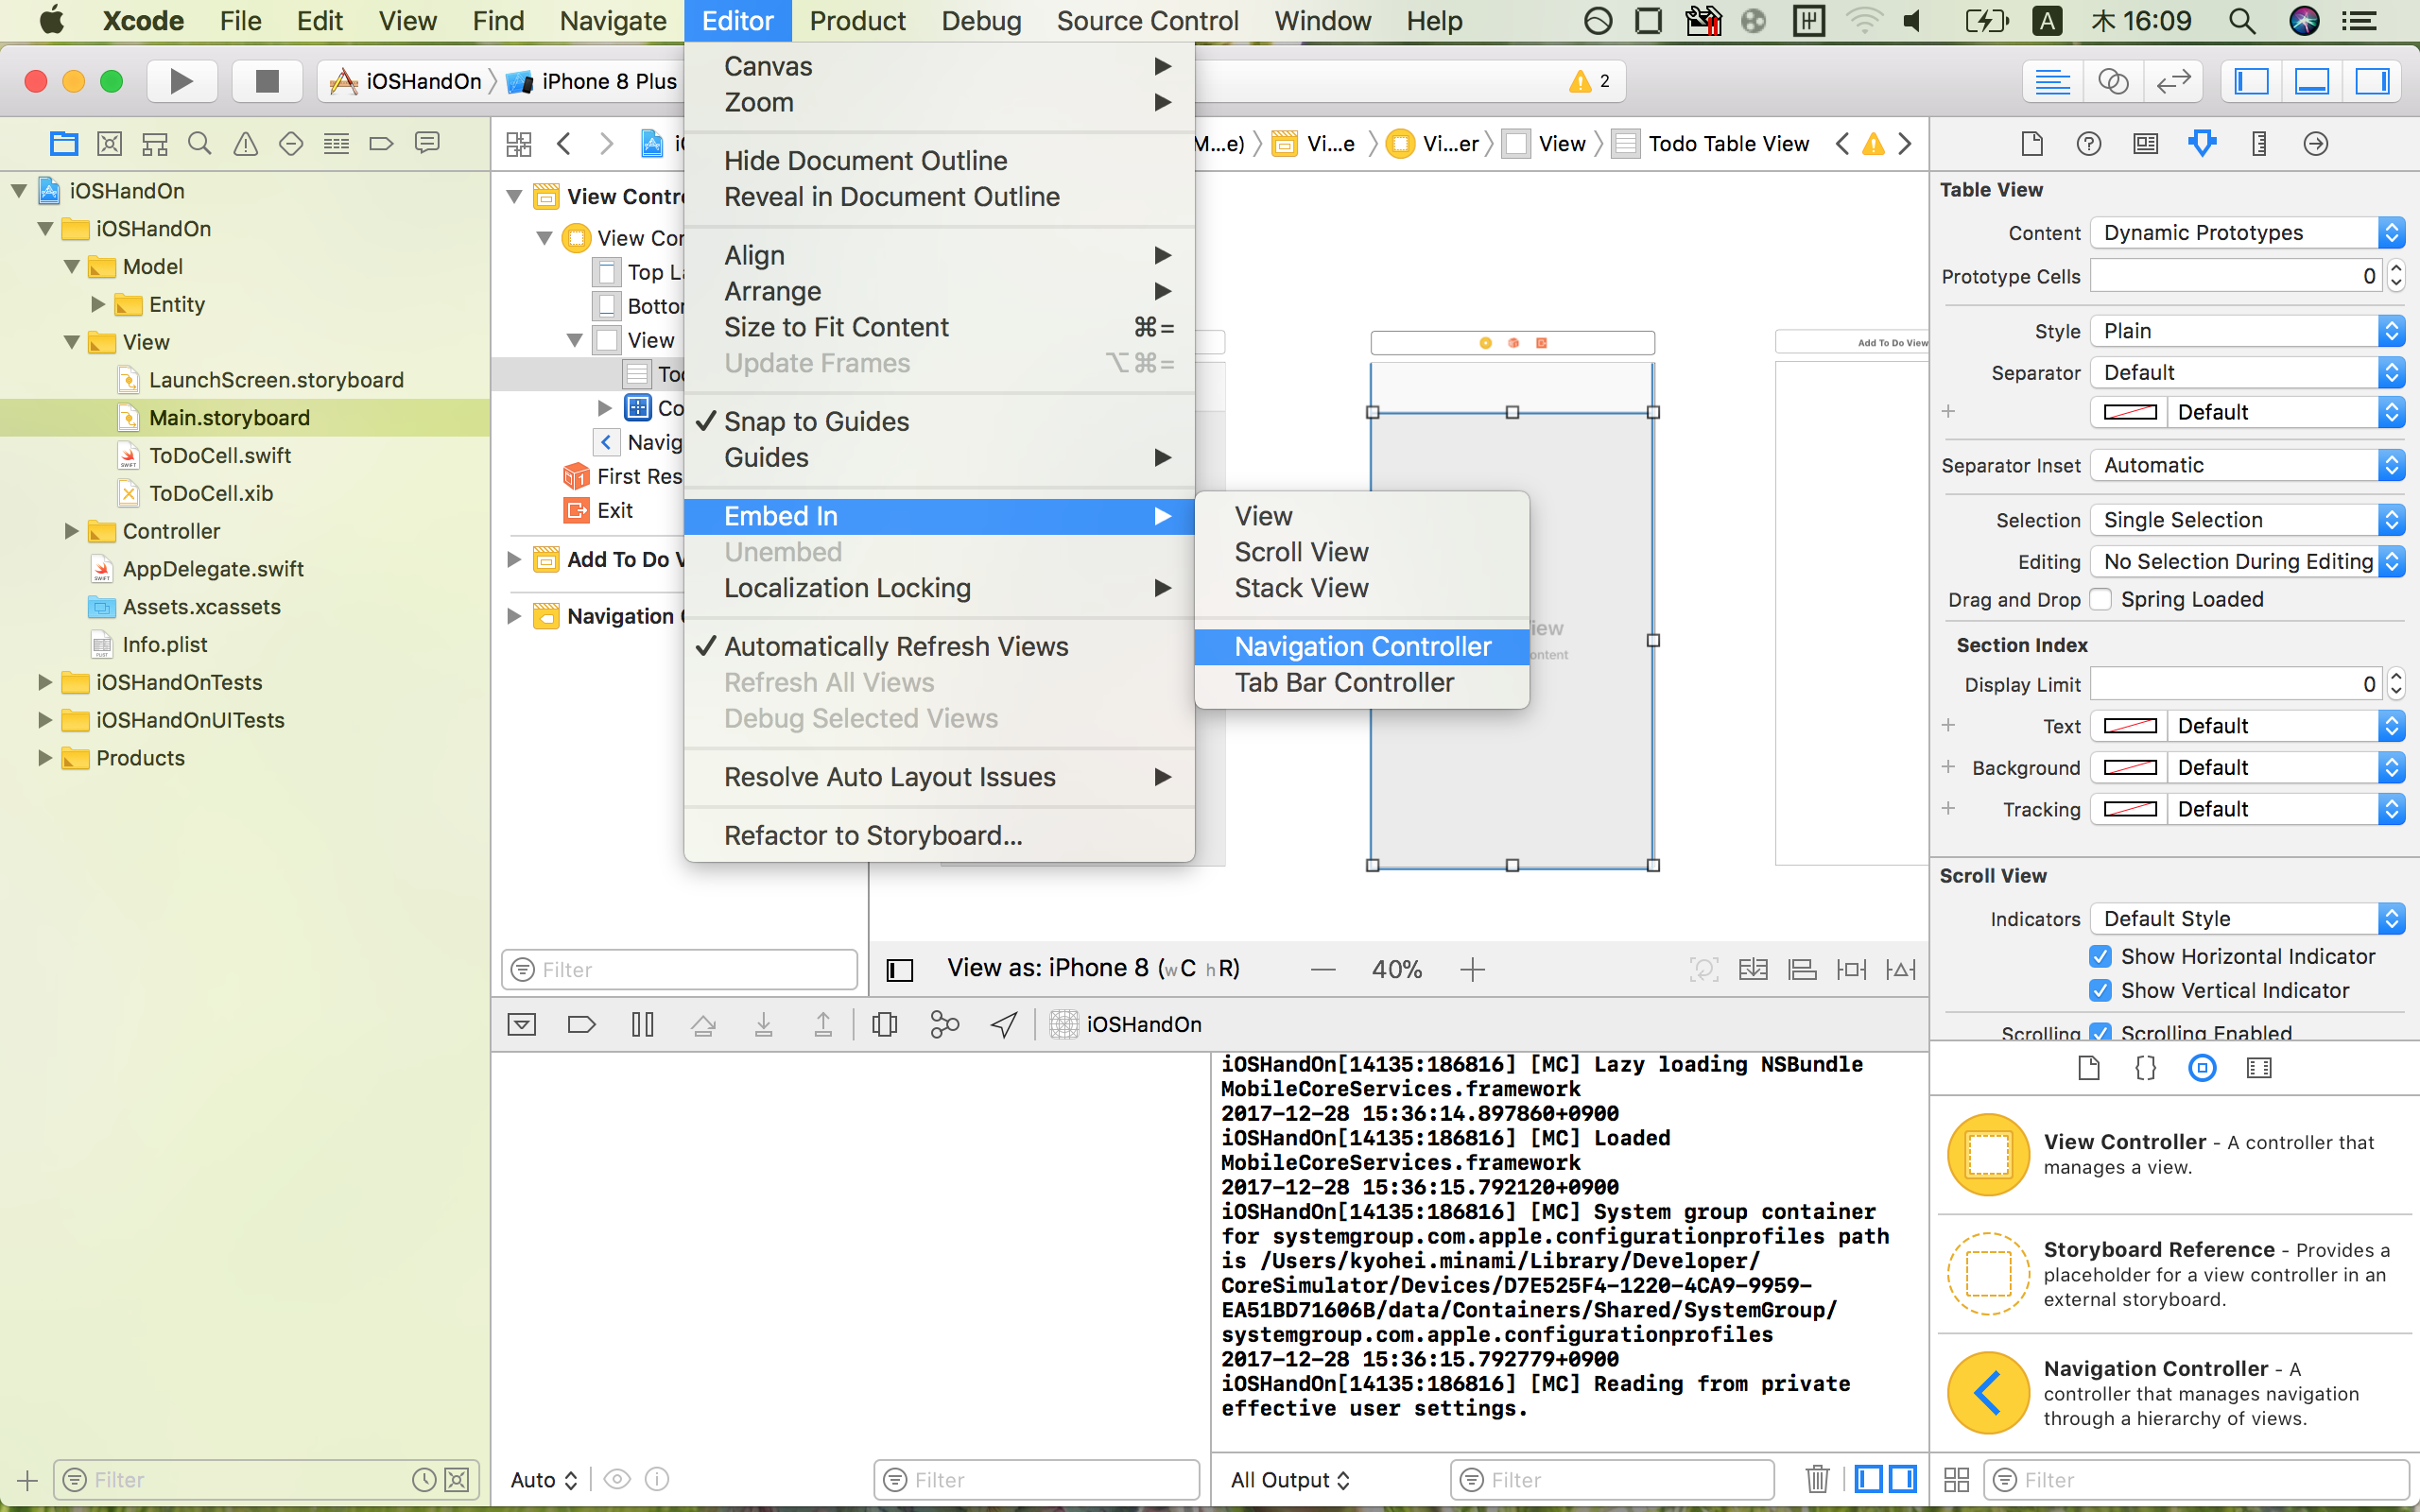 Xcode File Edit View Find Navigate Editor Product Debug Source Control Window Help A 木 16:09
iOSHandOn iPhone 8 Plus 2
Canvas
Zoom
Hide Document Outline
Reveal in Document Outline
Align
Arrange
Size to Fit Content ⌘=
Update Frames ⌥⌘=
Snap to Guides
Guides
Embed In
Unembed
Localization Locking
Automatically Refresh Views
Refresh All Views
Debug Selected Views
Resolve Auto Layout Issues
Refactor to Storyboard...
View
Scroll View
Stack View
Navigation Controller
Tab Bar Controller
iOSHandOn
iOSHandOn
Model
Entity
View
LaunchScreen.storyboard
Main.storyboard
ToDoCell.swift
ToDoCell.xib
Controller
AppDelegate.swift
Assets.xcassets
Info.plist
iOSHandOnTests
iOSHandOnUITests
Products
Filter
M...e) Vi...e Vi...er View Todo Table View
View Contr
View Con
Top La
Bottor
View
Toc
Co
Navig
First Res
Exit
Add To Do V
Navigation
Filter
Add To Do View
iew
ontent
View as: iPhone 8 (wC hR) 40%
iOSHandOn
iOSHandOn[14135:186816] [MC] Lazy loading NSBundle
MobileCoreServices.framework
2017-12-28 15:36:14.897860+0900
iOSHandOn[14135:186816] [MC] Loaded
MobileCoreServices.framework
2017-12-28 15:36:15.792120+0900
iOSHandOn[14135:186816] [MC] System group container
for systemgroup.com.apple.configurationprofiles path
is /Users/kyohei.minami/Library/Developer/
CoreSimulator/Devices/D7E525F4-1220-4CA9-9959-
EA51BD71606B/data/Containers/Shared/SystemGroup/
systemgroup.com.apple.configurationprofiles
2017-12-28 15:36:15.792779+0900
iOSHandOn[14135:186816] [MC] Reading from private
effective user settings.
Auto Filter
All Output Filter
Table View
Content Dynamic Prototypes
Prototype Cells 0
Style Plain
Separator Default
Default
Separator Inset Automatic
Selection Single Selection
Editing No Selection During Editing
Drag and Drop Spring Loaded
Section Index
Display Limit 0
Text Default
Background Default
Tracking Default
Scroll View
Indicators Default Style
Show Horizontal Indicator
Show Vertical Indicator
Scrolling Scrolling Enabled
View Controller - A controller that
manages a view.
Storyboard Reference - Provides a
placeholder for a view controller in an
external storyboard.
Navigation Controller - A
controller that manages navigation
through a hierarchy of views.
Filter